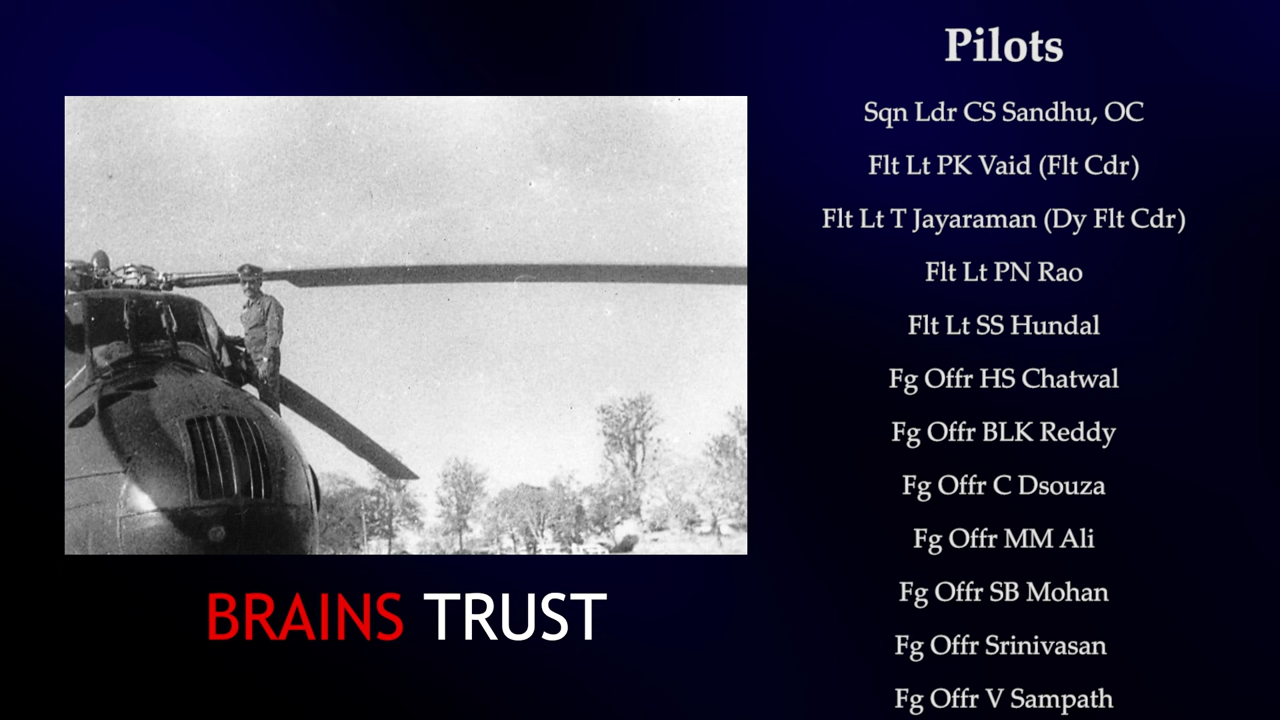 Pilots
Sqn Ldr CS Sandhu, OC
Flt Lt PK Vaid (Flt Cdr)
Flt Lt T Jayaraman (Dy Flt Cdr)
Flt Lt PN Rao
Flt Lt SS Hundal
Fg Offr HS Chatwal
Fg Offr BLK Reddy
Fg Offr C Dsouza
Fg Offr MM Ali
Fg Offr SB Mohan
Fg Offr Srinivasan
Fg Offr V Sampath
BRAINS TRUST